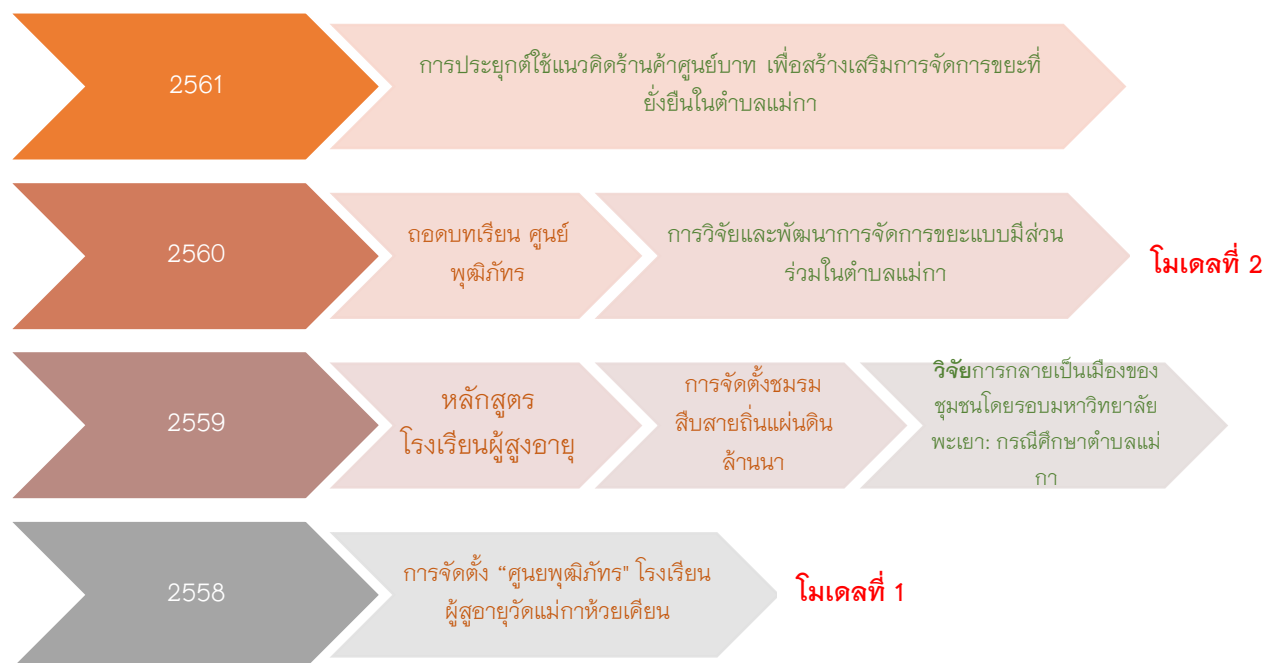 2561
การประยุกต์ใช้แนวคิดร้านค้าศูนย์บาท เพื่อสร้างเสริมการจัดการขยะที่
ยั่งยืนในตำบลแม่กา
2560
ถอดบทเรียน ศูนย์
พุฒิภัทร
การวิจัยและพัฒนาการจัดการขยะแบบมีส่วน
ร่วมในตำบลแม่กา
โมเดลที่ 2
2559
หลักสูตร
โรงเรียนผู้สูงอายุ
การจัดตั้งชมรม
สืบสายถิ่นแผ่นดิน
ล้านนา
วิจัยการกลายเป็นเมืองของ
ชุมชนโดยรอบมหาวิทยาลัย
พะเยา: กรณีศึกษาตำบลแม่
กา
2558
การจัดตั้ง “ศูนยพุฒิภัทร" โรงเรียน
ผู้สูอายุวัดแม่กาห้วยเคียน
โมเดลที่ 1